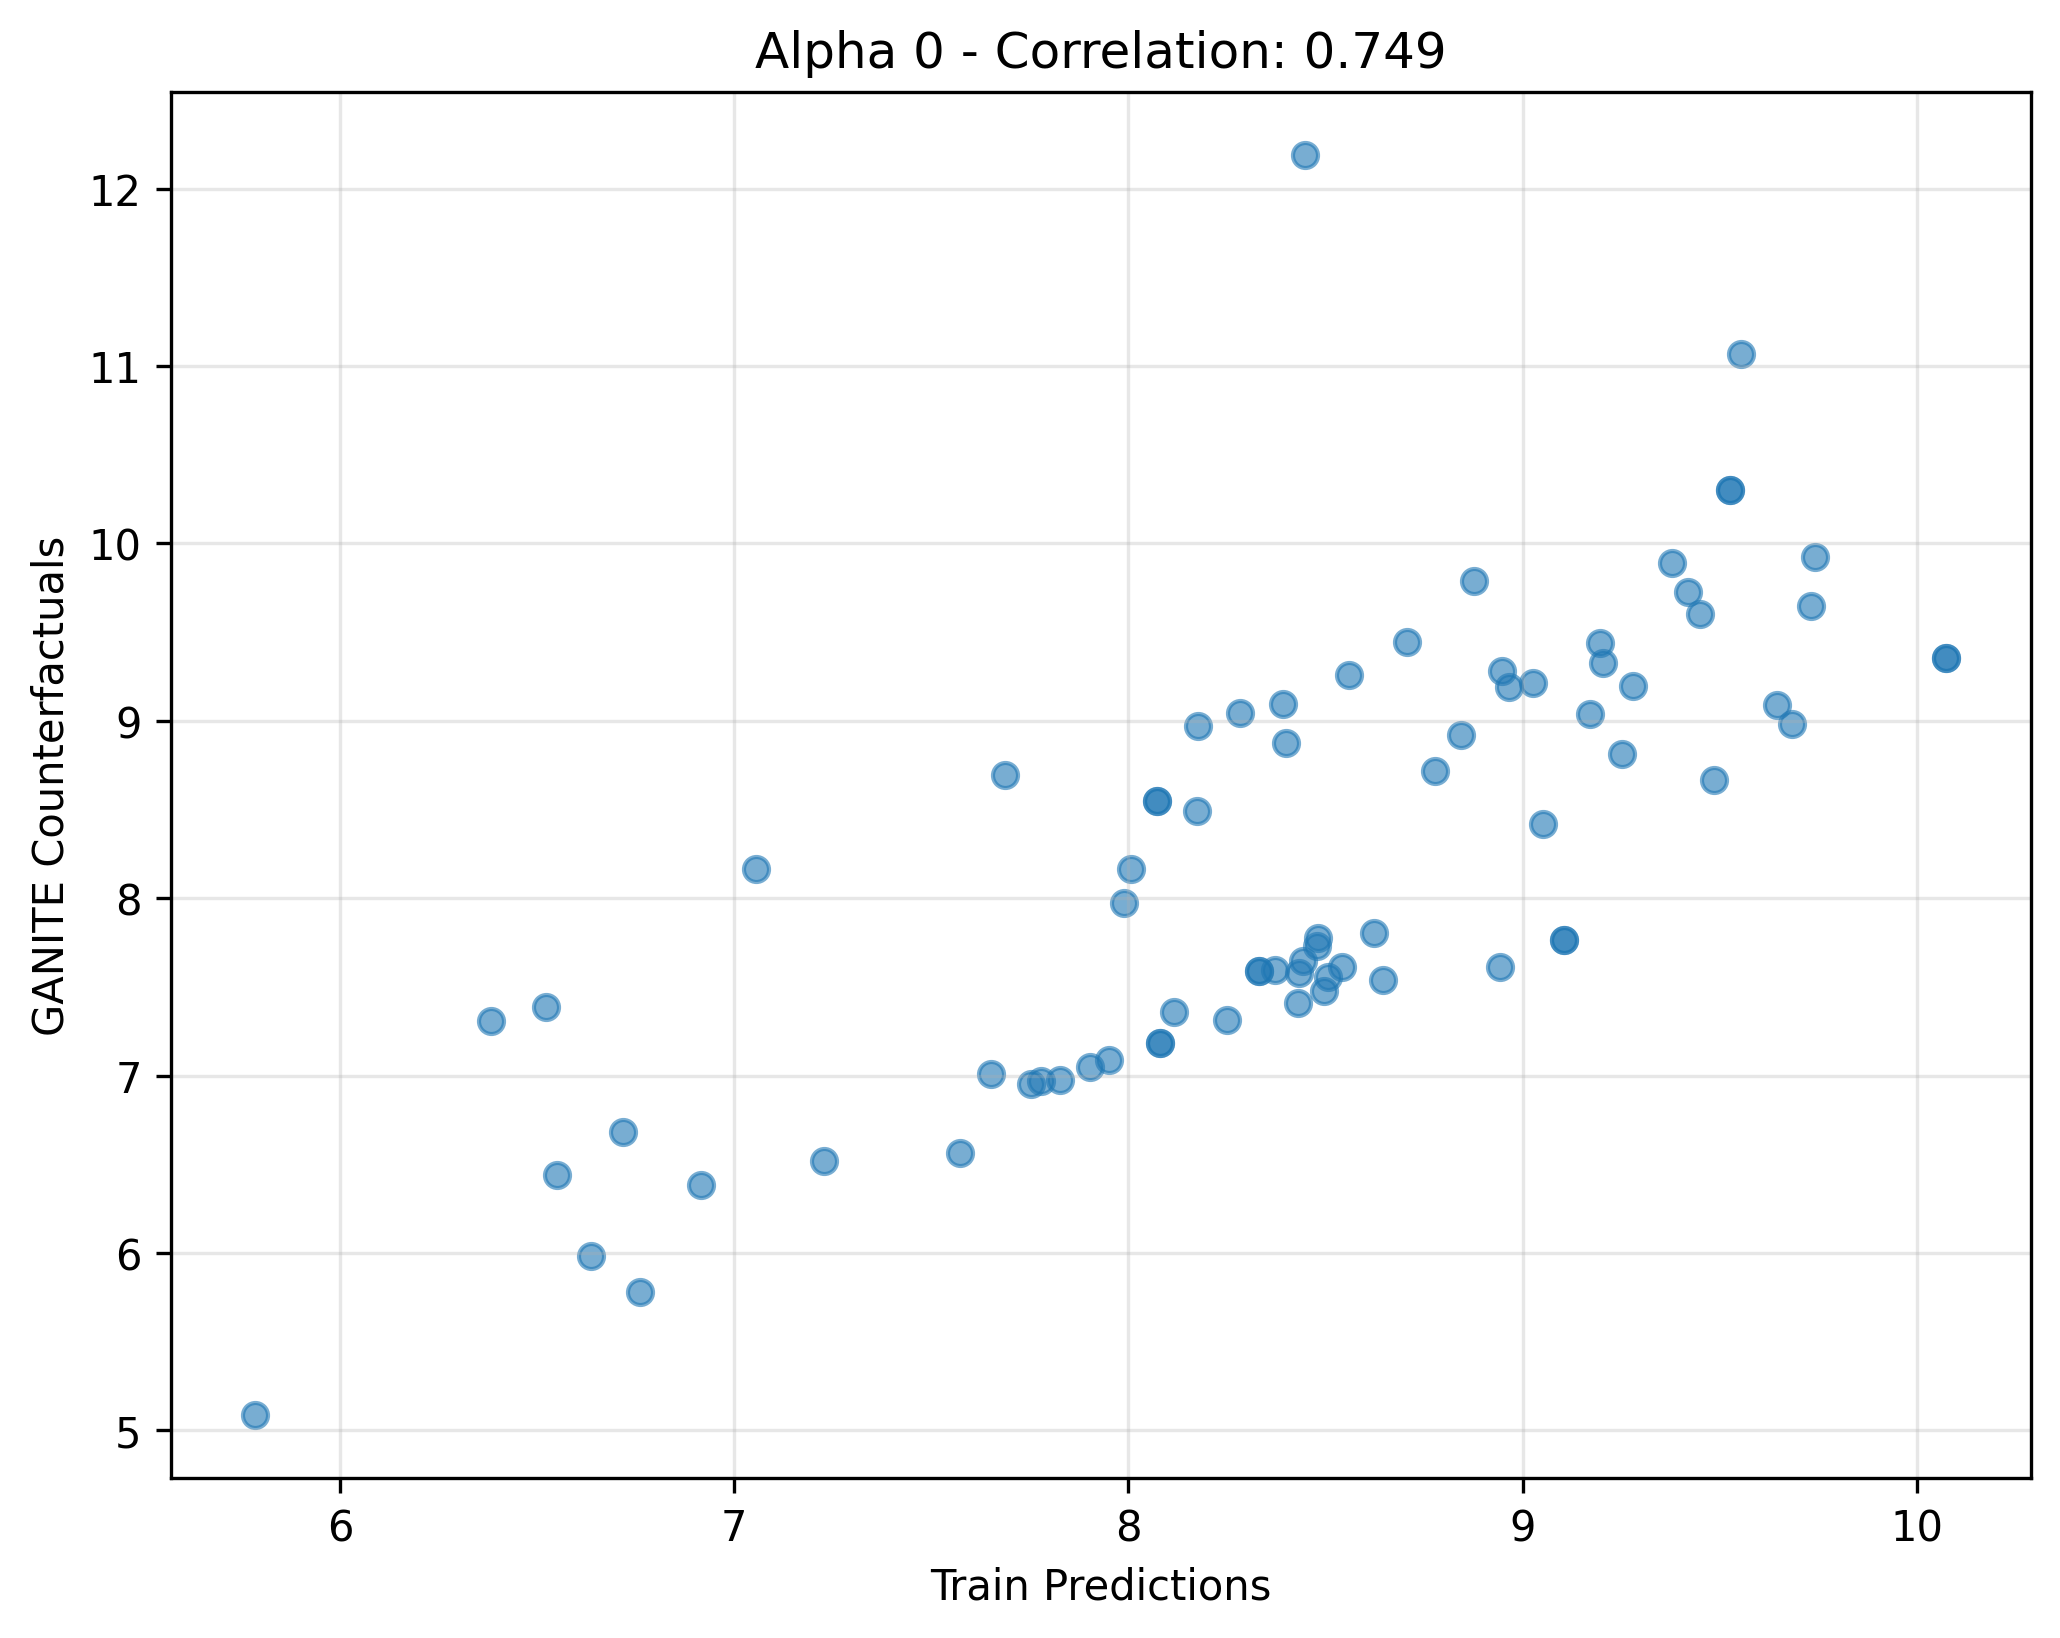 Alpha 0 - Correlation: 0.749
12
11
10
9
8
7
6
5
GANITE Counterfactuals
6 7 8 9 10
Train Predictions